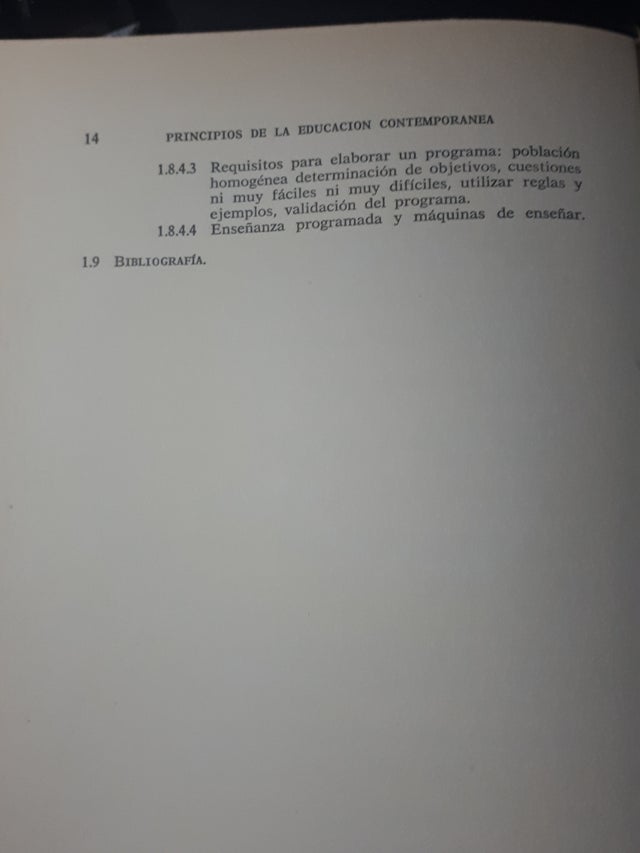 14 PRINCIPIOS DE LA EDUCACION CONTEMPORANEA
1.8.4.3 Requisitos para elaborar un programa: población
homogénea determinación de objetivos, cuestiones
ni muy fáciles ni muy difíciles, utilizar reglas y
ejemplos, validación del programa.
1.8.4.4 Enseñanza programada y máquinas de enseñar.
1.9 BIBLIOGRAFÍA.